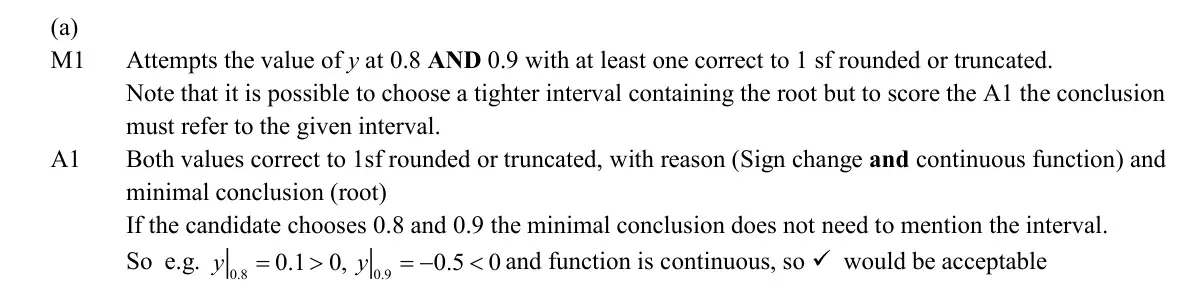 (a)
M1 Attempts the value of y at 0.8 AND 0.9 with at least one correct to 1 sf rounded or truncated.
Note that it is possible to choose a tighter interval containing the root but to score the A1 the conclusion
must refer to the given interval.
A1 Both values correct to 1sf rounded or truncated, with reason (Sign change and continuous function) and
minimal conclusion (root)
If the candidate chooses 0.8 and 0.9 the minimal conclusion does not need to mention the interval.
So e.g. y|₀.₈ = 0.1 > 0, y|₀.₉ = −0.5 < 0 and function is continuous, so ✓ would be acceptable